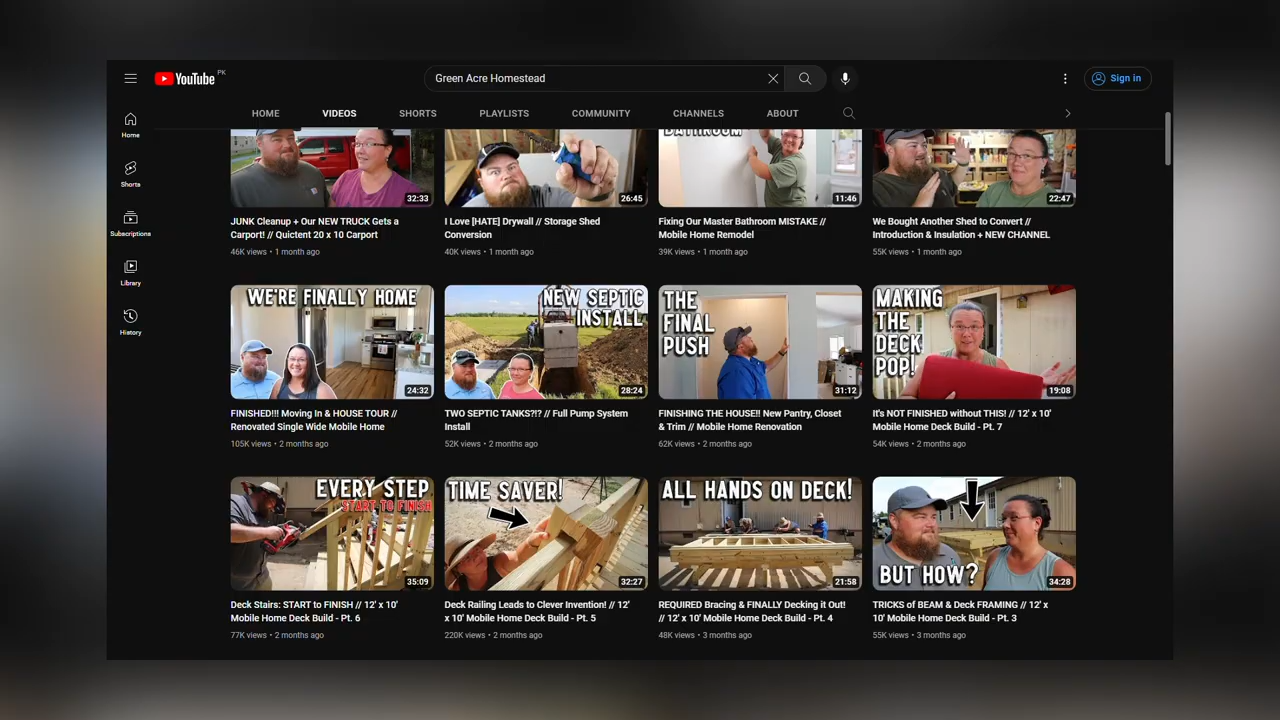 YouTube PK
Green Acre Homestead
Sign in
HOME VIDEOS SHORTS PLAYLISTS COMMUNITY CHANNELS ABOUT
Home
Shorts
Subscriptions
Library
History
BATHROOM
32:33
26:45
11:46
22:47
JUNK Cleanup + Our NEW TRUCK Gets a
Carport! // Quictent 20 x 10 Carport
46K views • 1 month ago
I Love [HATE] Drywall // Storage Shed
Conversion
40K views • 1 month ago
Fixing Our Master Bathroom MISTAKE //
Mobile Home Remodel
39K views • 1 month ago
We Bought Another Shed to Convert //
Introduction & Insulation + NEW CHANNEL
55K views • 1 month ago
WE'RE FINALLY HOME
24:32
NEW SEPTIC
INSTALL
28:24
THE
FINAL
PUSH
31:12
MAKING
THE
DECK
POP!
19:08
FINISHED!!! Moving In & HOUSE TOUR //
Renovated Single Wide Mobile Home
105K views • 2 months ago
TWO SEPTIC TANKS?!? // Full Pump System
Install
52K views • 2 months ago
FINISHING THE HOUSE!! New Pantry, Closet
& Trim // Mobile Home Renovation
62K views • 2 months ago
It's NOT FINISHED without THIS! // 12' x 10'
Mobile Home Deck Build - Pt. 7
54K views • 2 months ago
EVERY STEP
START TO FINISH
35:09
TIME SAVER!
32:27
ALL HANDS ON DECK!
21:58
BUT HOW?
34:28
Deck Stairs: START to FINISH // 12' x 10'
Mobile Home Deck Build - Pt. 6
77K views • 2 months ago
Deck Railing Leads to Clever Invention! // 12'
x 10' Mobile Home Deck Build - Pt. 5
220K views • 2 months ago
REQUIRED Bracing & FINALLY Decking it Out!
// 12' x 10' Mobile Home Deck Build - Pt. 4
48K views • 3 months ago
TRICKS of BEAM & Deck FRAMING // 12' x
10' Mobile Home Deck Build - Pt. 3
55K views • 3 months ago